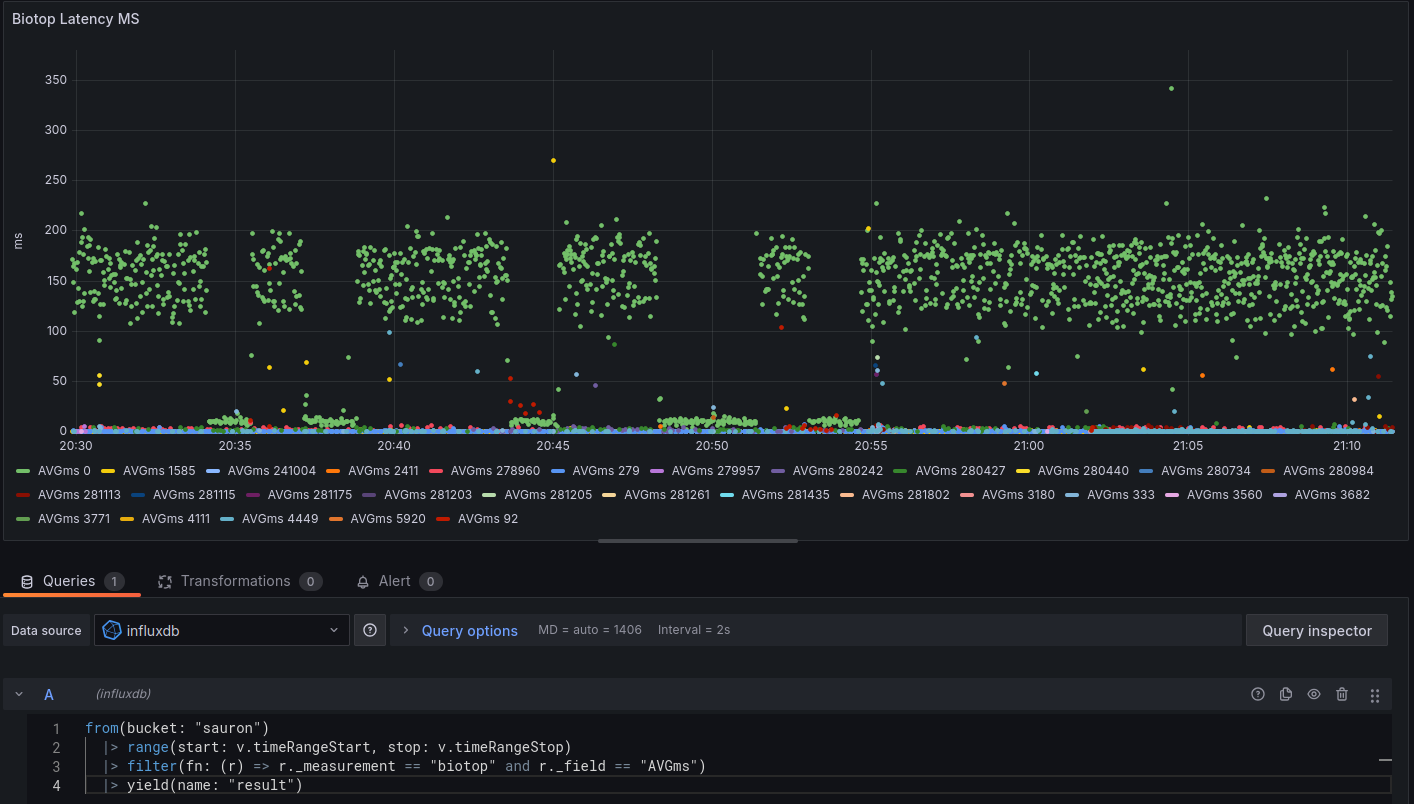 Biotop Latency MS
350
300
250
200
150
100
50
0
ms
20:30 20:35 20:40 20:45 20:50 20:55 21:00 21:05 21:10
AVGms 0 AVGms 1585 AVGms 241004 AVGms 2411 AVGms 278960 AVGms 279 AVGms 279957 AVGms 280242 AVGms 280427 AVGms 280440 AVGms 280734 AVGms 280984
AVGms 281113 AVGms 281115 AVGms 281175 AVGms 281203 AVGms 281205 AVGms 281261 AVGms 281435 AVGms 281802 AVGms 3180 AVGms 333 AVGms 3560 AVGms 3682
AVGms 3771 AVGms 4111 AVGms 4449 AVGms 5920 AVGms 92
Queries 1 Transformations 0 Alert 0
Data source influxdb Query options MD = auto = 1406 Interval = 2s Query inspector
A (influxdb)
1 from(bucket: "sauron")
2 |> range(start: v.timeRangeStart, stop: v.timeRangeStop)
3 |> filter(fn: (r) => r._measurement == "biotop" and r._field == "AVGms")
4 |> yield(name: "result")